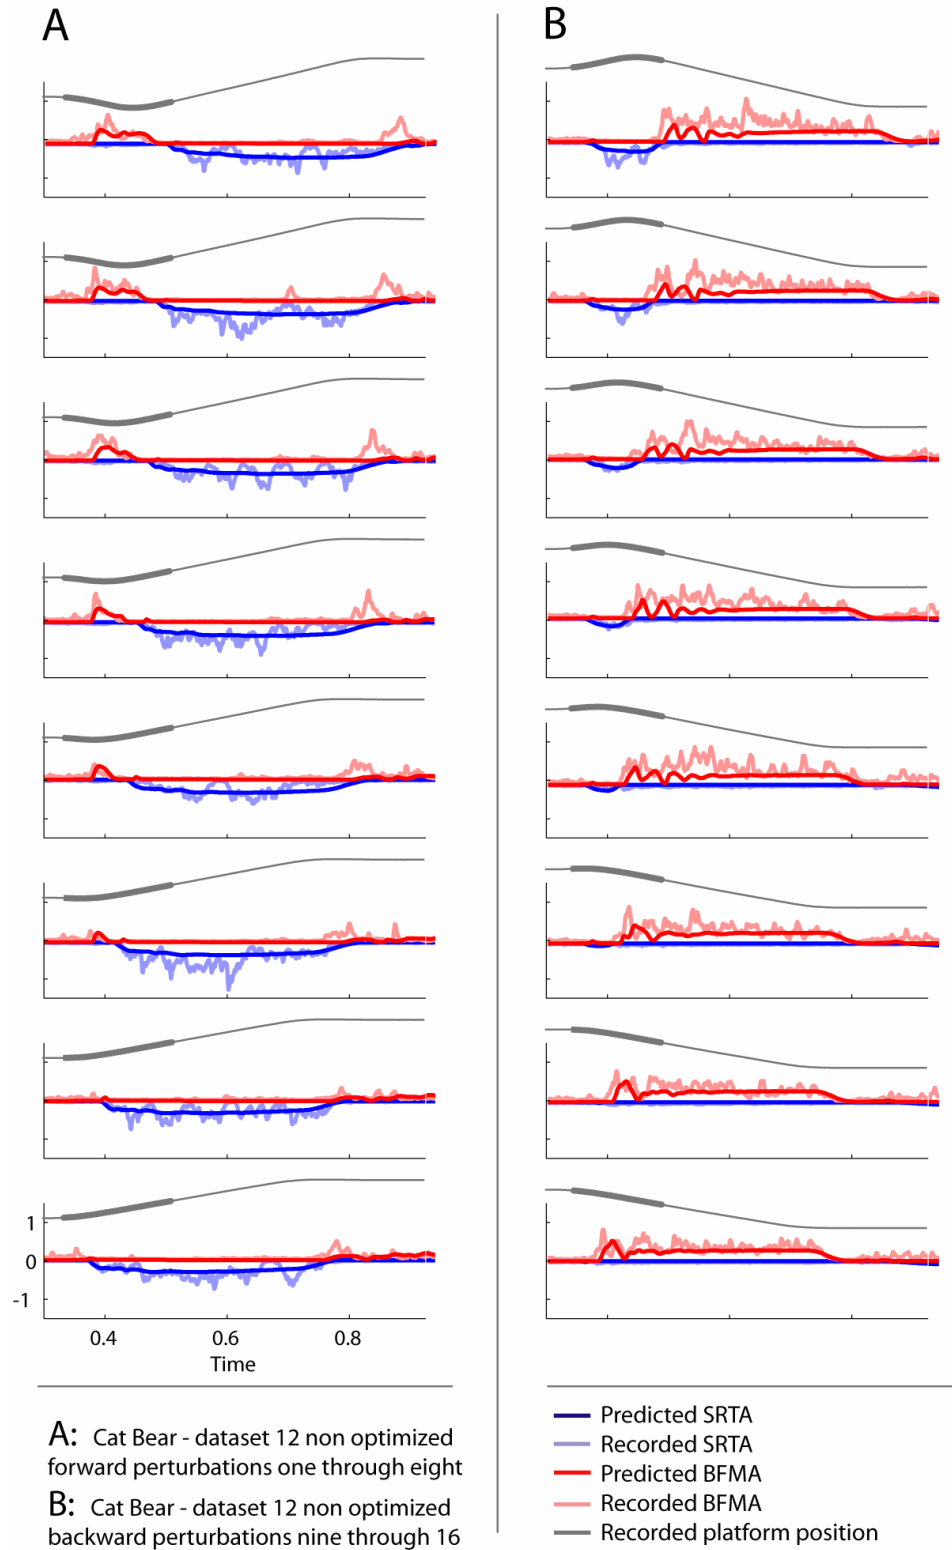 A
B
1
0
-1
0.4 0.6 0.8
Time
A: Cat Bear - dataset 12 non optimized
forward perturbations one through eight
B: Cat Bear - dataset 12 non optimized
backward perturbations nine through 16
Predicted SRTA
Recorded SRTA
Predicted BFMA
Recorded BFMA
Recorded platform position